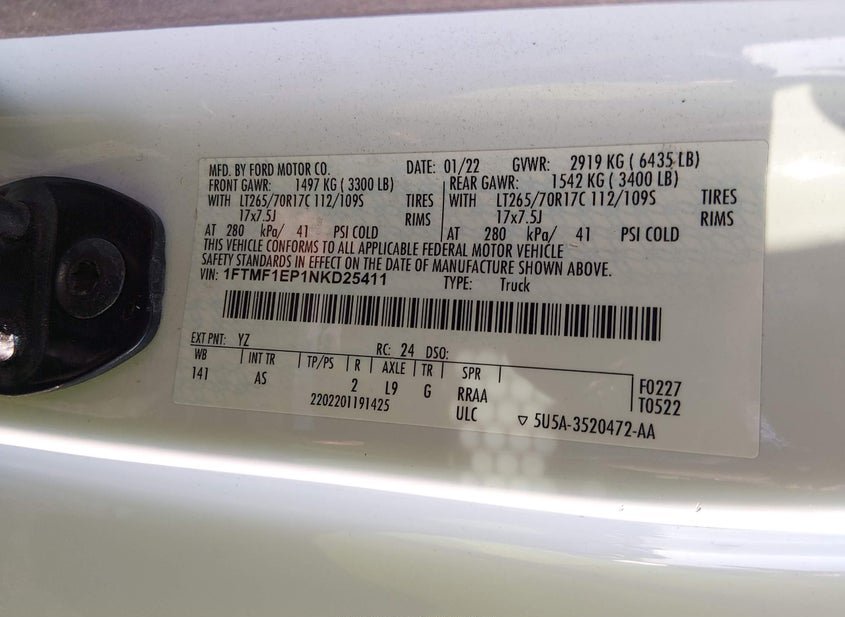 MFD. BY FORD MOTOR CO. DATE: 01/22 GVWR: 2919 KG ( 6435 LB)
FRONT GAWR: 1497 KG ( 3300 LB) REAR GAWR: 1542 KG ( 3400 LB)
WITH LT265/70R17C 112/109S TIRES WITH LT265/70R17C 112/109S TIRES
17x7.5J RIMS 17x7.5J RIMS
AT 280 kPa/ 41 PSI COLD AT 280 kPa/ 41 PSI COLD
THIS VEHICLE CONFORMS TO ALL APPLICABLE FEDERAL MOTOR VEHICLE
SAFETY STANDARDS IN EFFECT ON THE DATE OF MANUFACTURE SHOWN ABOVE.
VIN: 1FTMF1EP1NKD25411 TYPE: Truck
EXT PNT: YZ RC: 24 DSO:
WB INT TR TP/PS R AXLE TR SPR
141 AS 2 L9 G RRAA F0227
2202201191425 ULC T0522
5U5A-3520472-AA